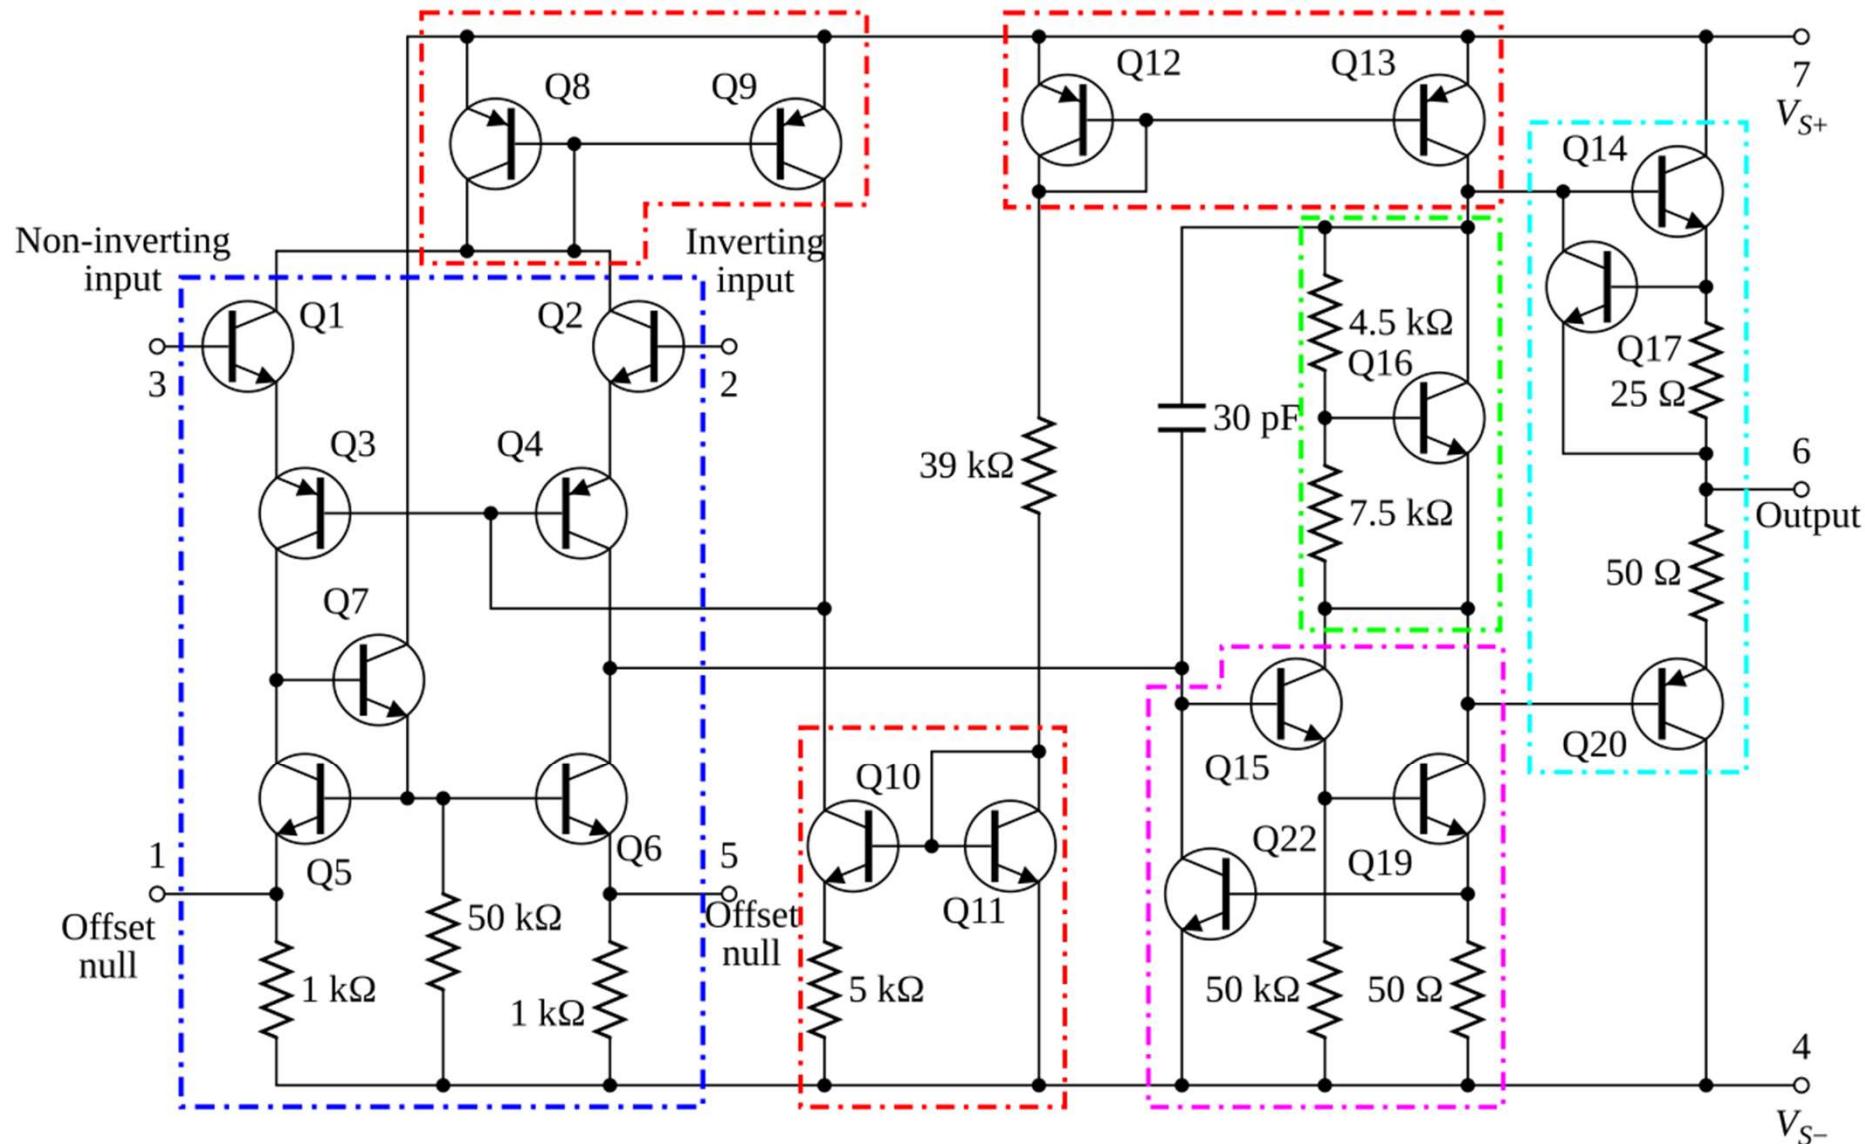 Q12
Q13
7
V_{S+}
Q8
Q9
Q14
Non-inverting
input
Inverting
input
Q1
Q2
4.5 kΩ
Q17
25 Ω
Q16
3
2
30 pF
Q3
Q4
39 kΩ
6
Output
7.5 kΩ
50 Ω
Q7
Q15
Q20
Q10
Q22
Q19
1
Q5
Q6
5
Offset
null
50 kΩ
Offset
null
Q11
1 kΩ
1 kΩ
5 kΩ
50 kΩ
50 Ω
4
V_{S−}